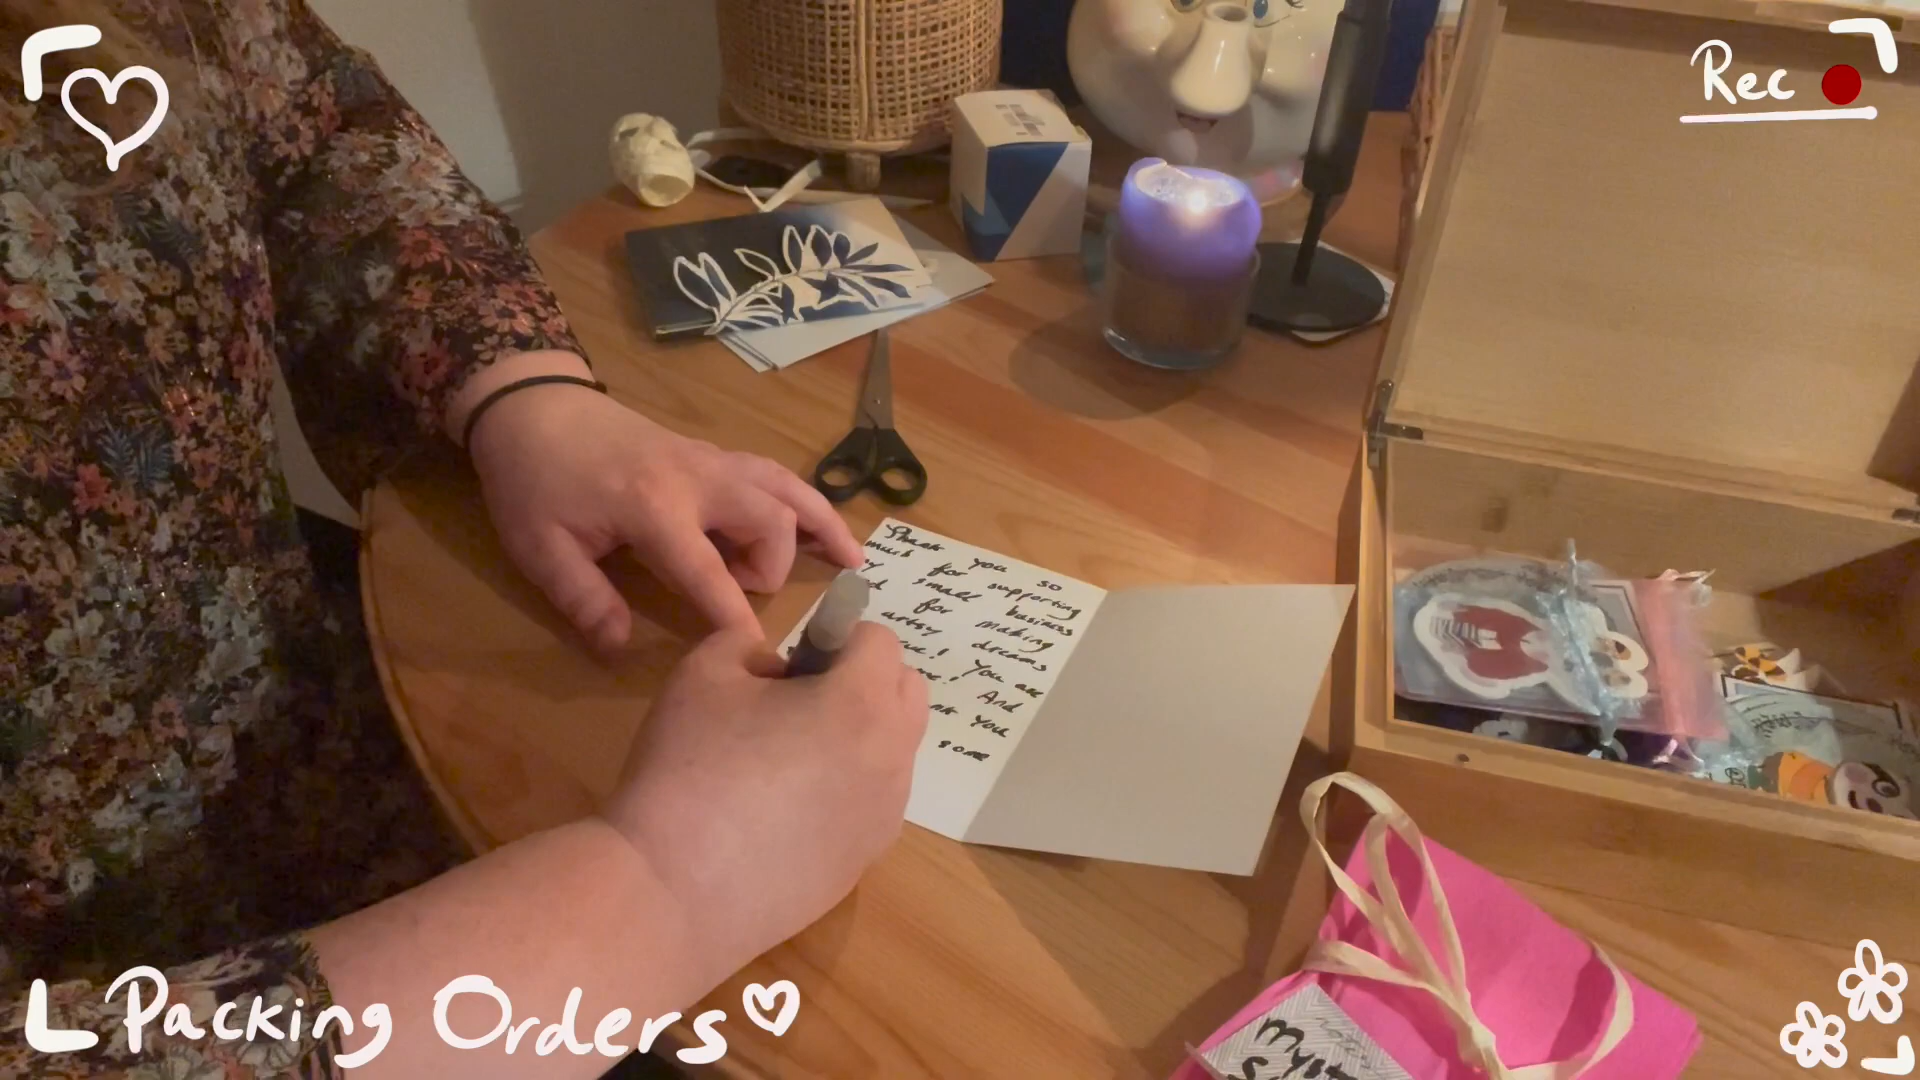 Rec
Thank you so
much for supporting
small business
for making
artsy dreams
You are
And
you
some
Packing Orders